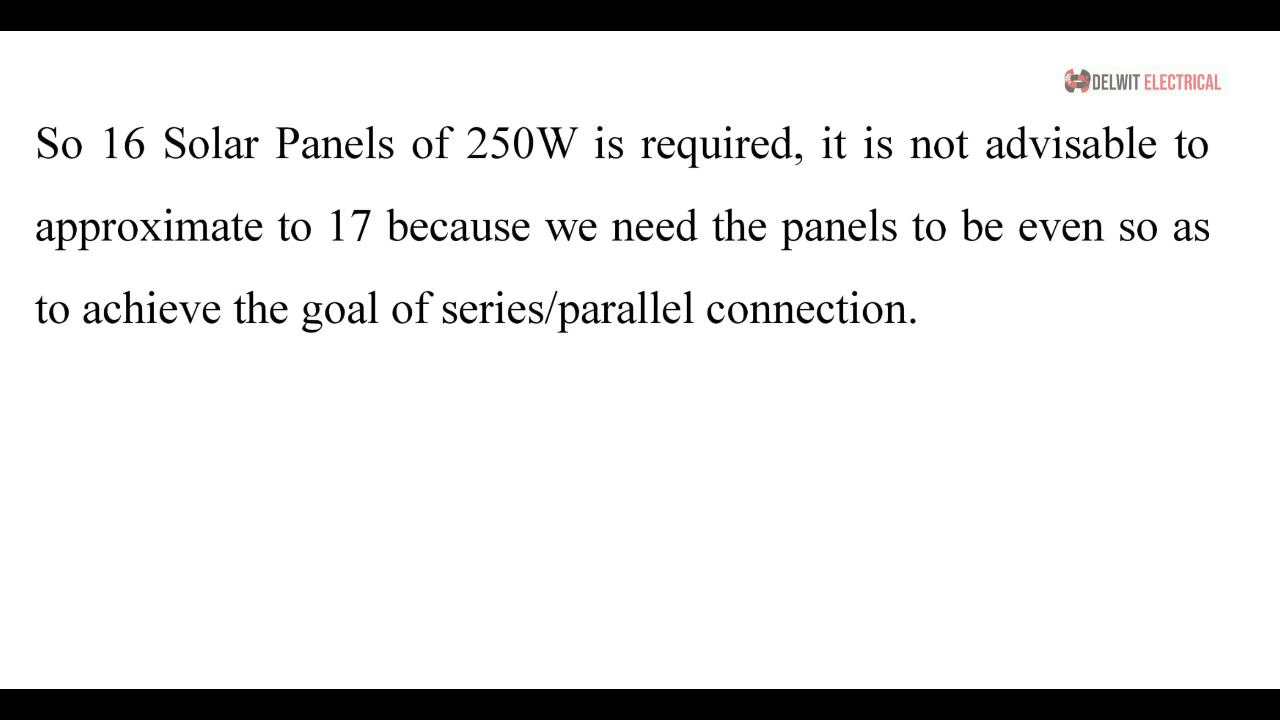 DELWIT ELECTRICAL
So 16 Solar Panels of 250W is required, it is not advisable to
approximate to 17 because we need the panels to be even so as
to achieve the goal of series/parallel connection.